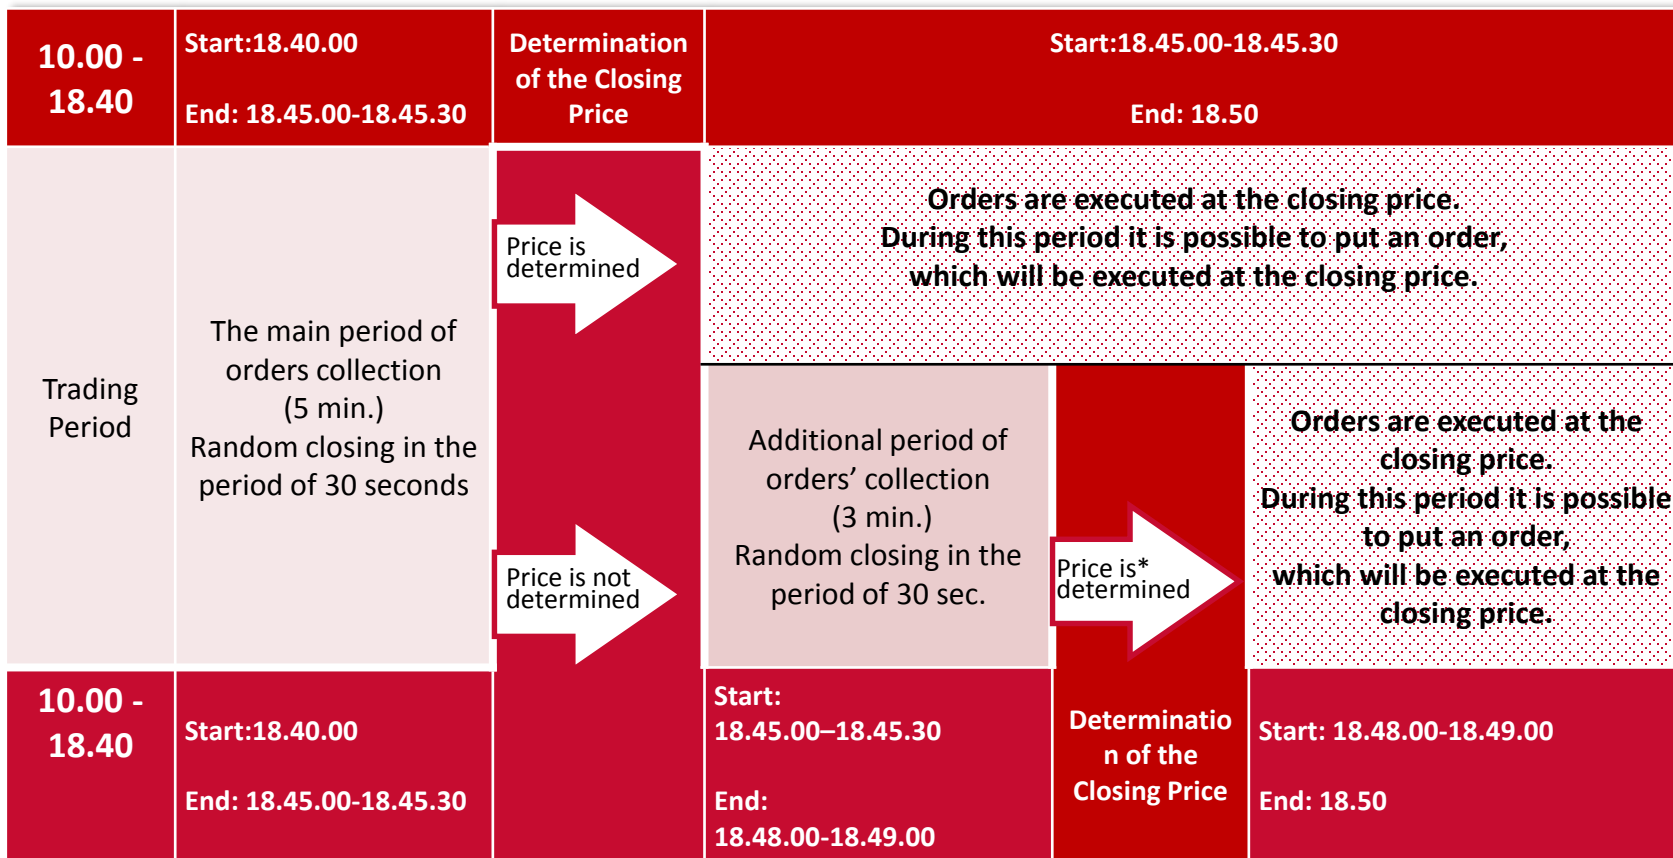 10.00 -
18.40
Start:18.40.00
End: 18.45.00-18.45.30
Determination
of the Closing
Price
Start:18.45.00-18.45.30
End: 18.50
Trading
Period
The main period of
orders collection
(5 min.)
Random closing in the
period of 30 seconds
Price is
determined
Orders are executed at the closing price.
During this period it is possible to put an order,
which will be executed at the closing price.
Price is not
determined
Additional period of
orders’ collection
(3 min.)
Random closing in the
period of 30 sec.
Price is*
determined
Orders are executed at the
closing price.
During this period it is possible
to put an order,
which will be executed at the
closing price.
10.00 -
18.40
Start:18.40.00
End: 18.45.00-18.45.30
Start:
18.45.00–18.45.30
End:
18.48.00-18.49.00
Determinatio
n of the
Closing Price
Start: 18.48.00-18.49.00
End: 18.50